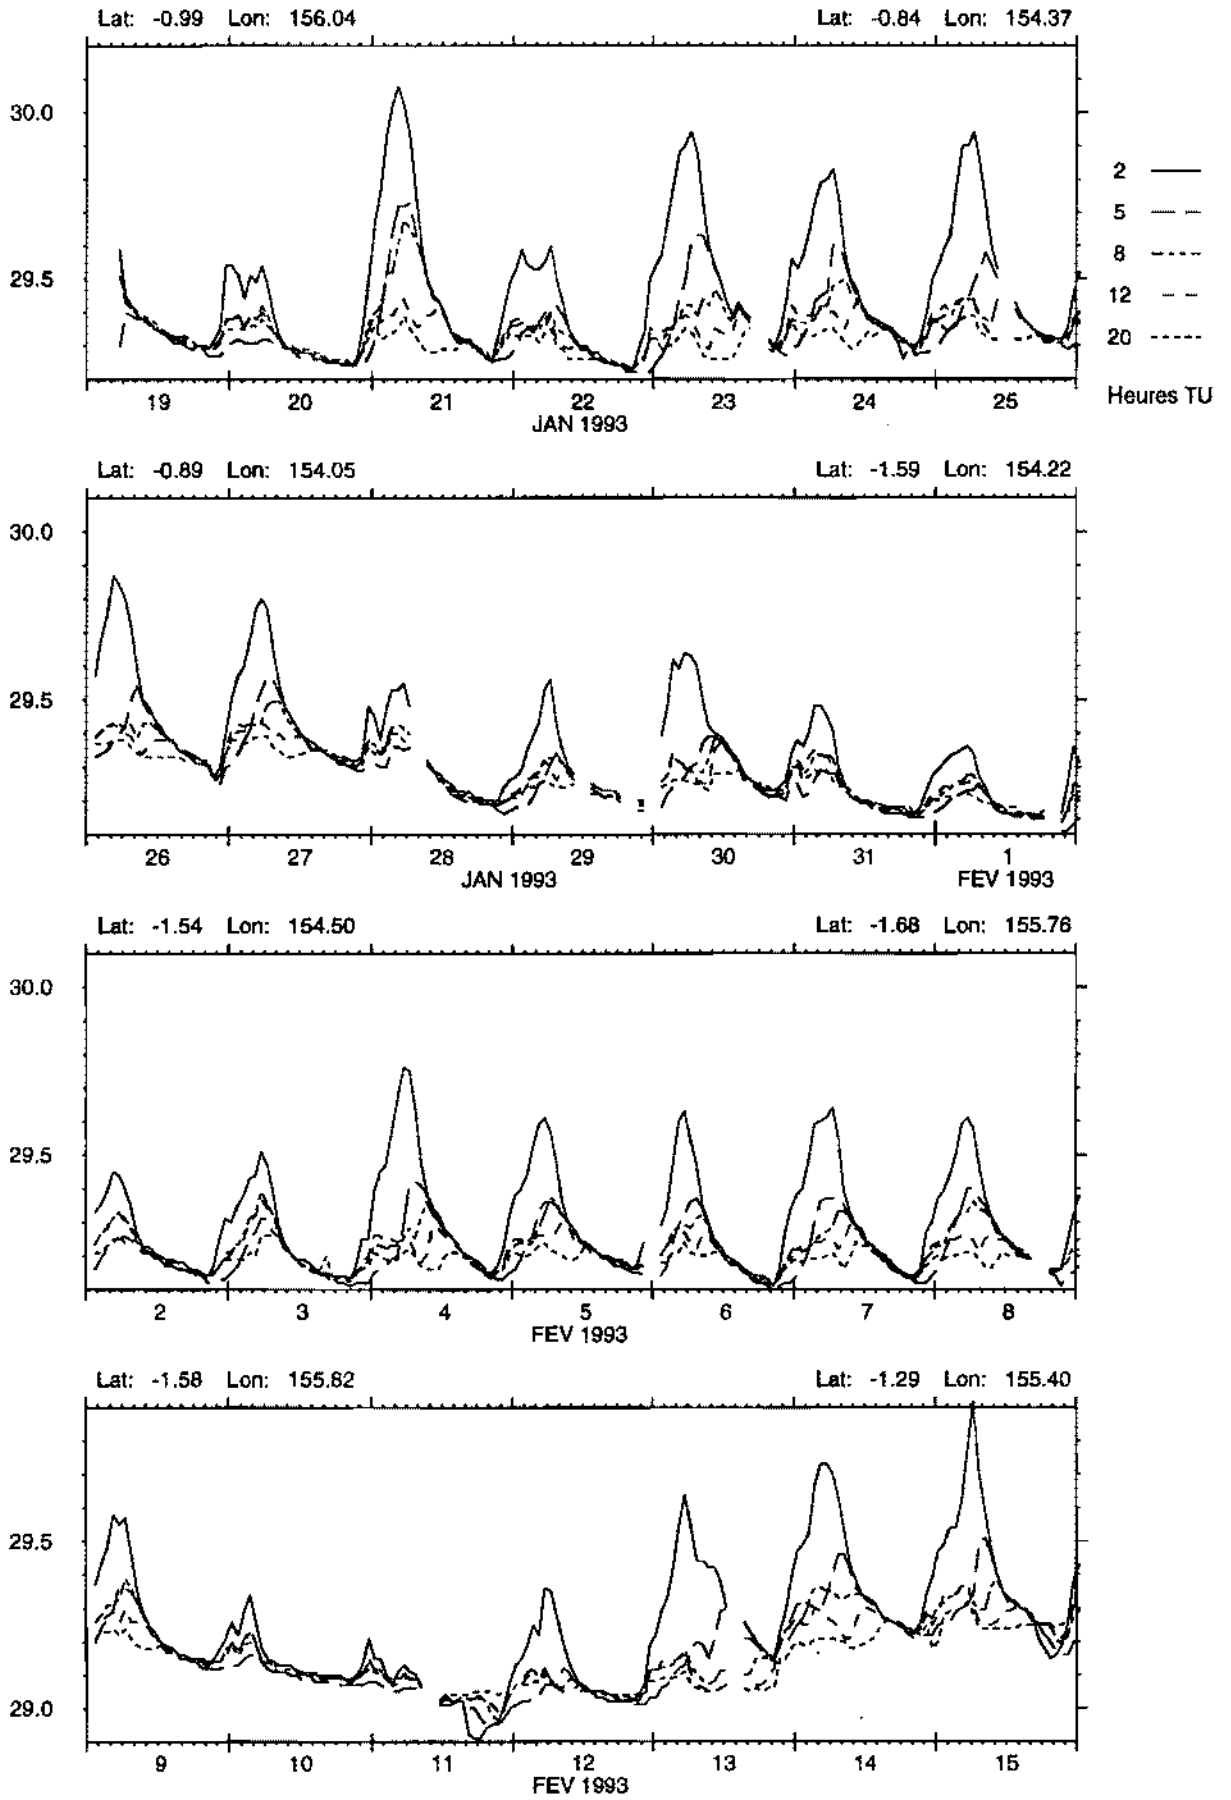 Lat: -0.99 Lon: 156.04 Lat: -0.84 Lon: 154.37
30.0
29.5
2
5
8
12
20
Heures TU
19 20 21 22 23 24 25
JAN 1993
Lat: -0.89 Lon: 154.05 Lat: -1.59 Lon: 154.22
30.0
29.5
26 27 28 29 30 31 1
JAN 1993 FEV 1993
Lat: -1.54 Lon: 154.50 Lat: -1.68 Lon: 155.76
30.0
29.5
2 3 4 5 6 7 8
FEV 1993
Lat: -1.58 Lon: 155.82 Lat: -1.29 Lon: 155.40
29.5
29.0
9 10 11 12 13 14 15
FEV 1993